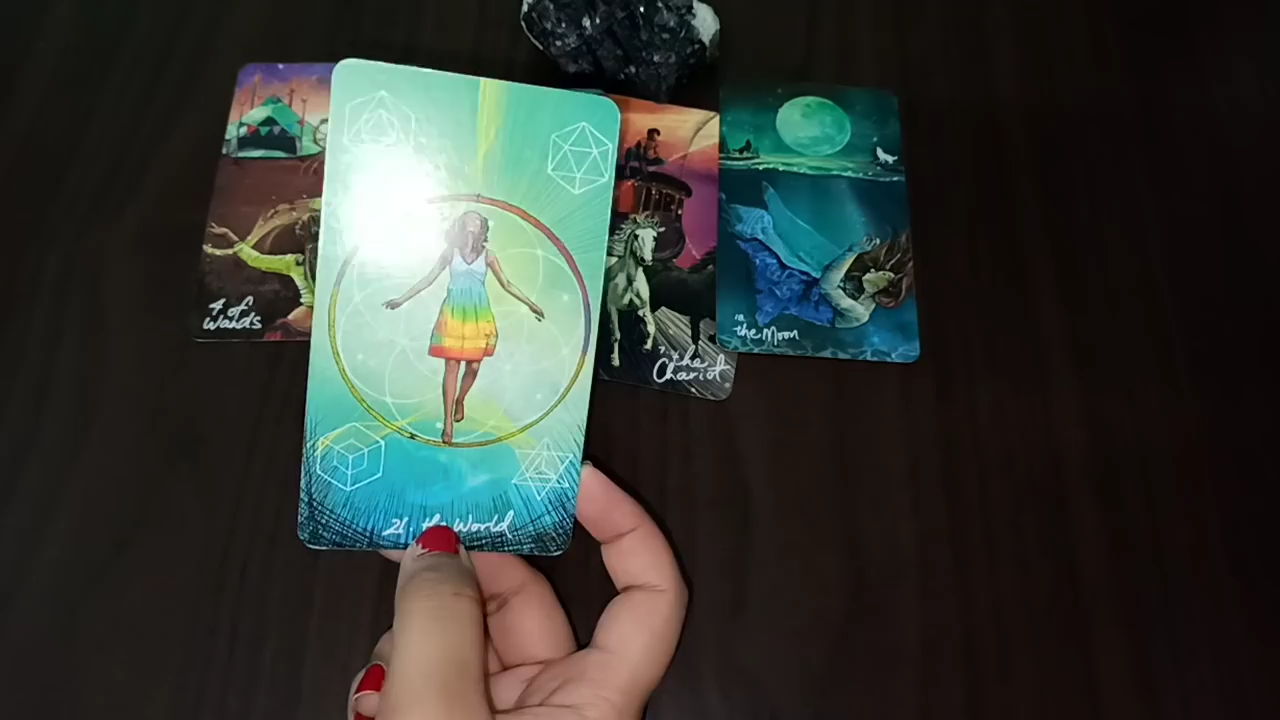 4 of
Wands
21. the World
7. the
Chariot
18. the Moon